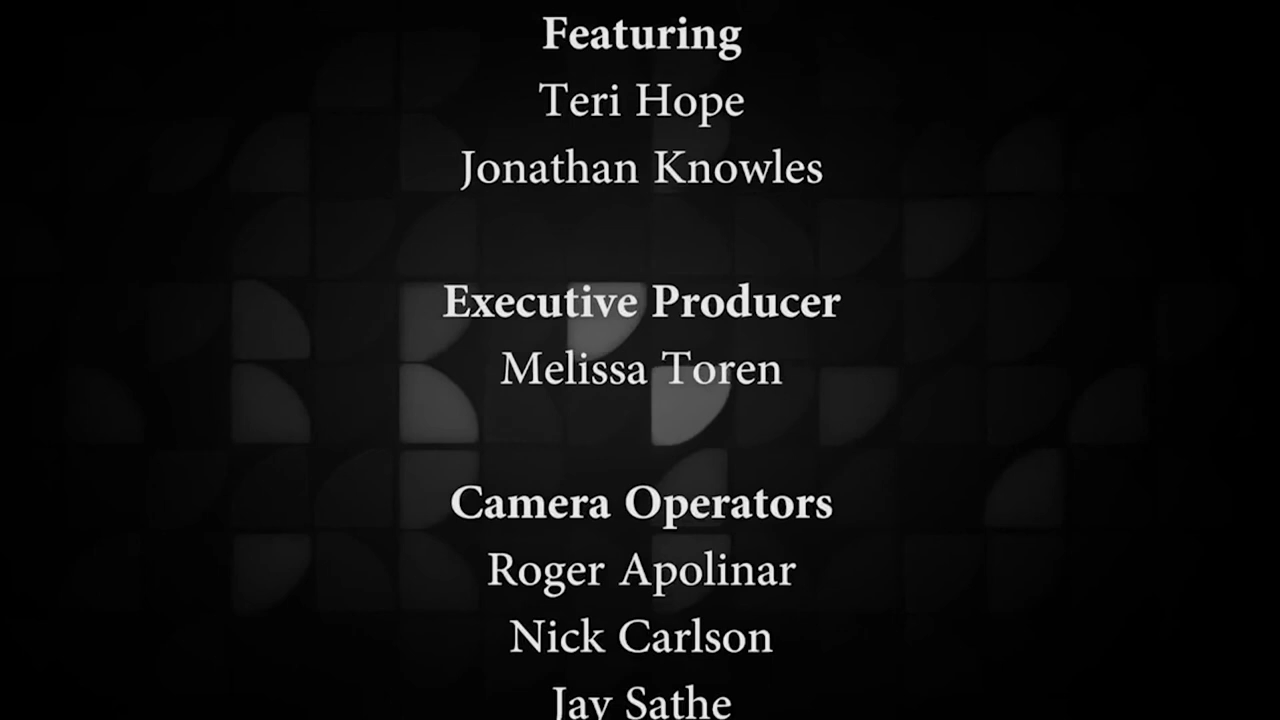 Featuring
Teri Hope
Jonathan Knowles
Executive Producer
Melissa Toren
Camera Operators
Roger Apolinar
Nick Carlson
Jay Sathe